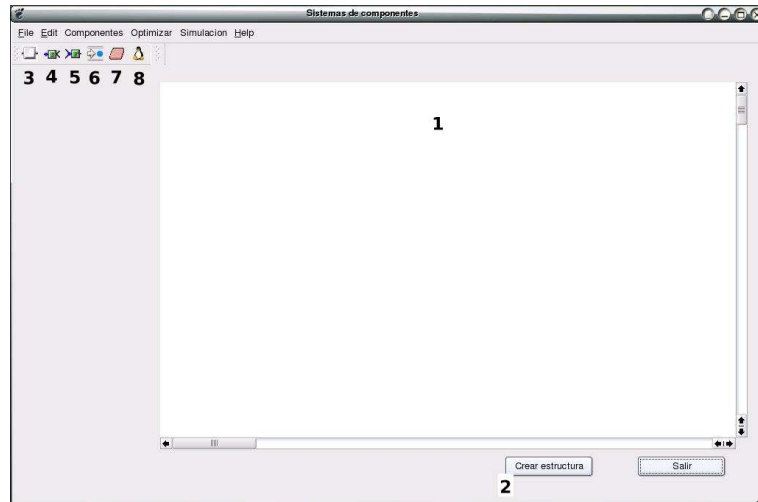 Sistemas de componentes
File Edit Componentes Optimizar Simulacion Help
3 4 5 6 7 8
1
Crear estructura Salir
2